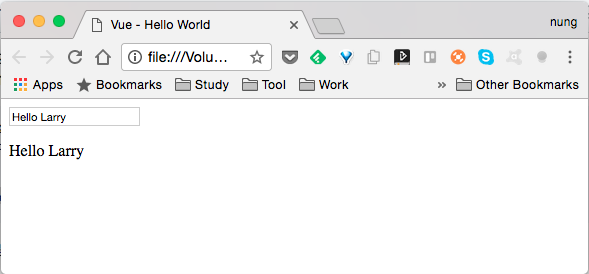 Vue - Hello World
nung
file:///Volu...
Apps
Bookmarks
Study
Tool
Work
»
Other Bookmarks
Hello Larry
Hello Larry